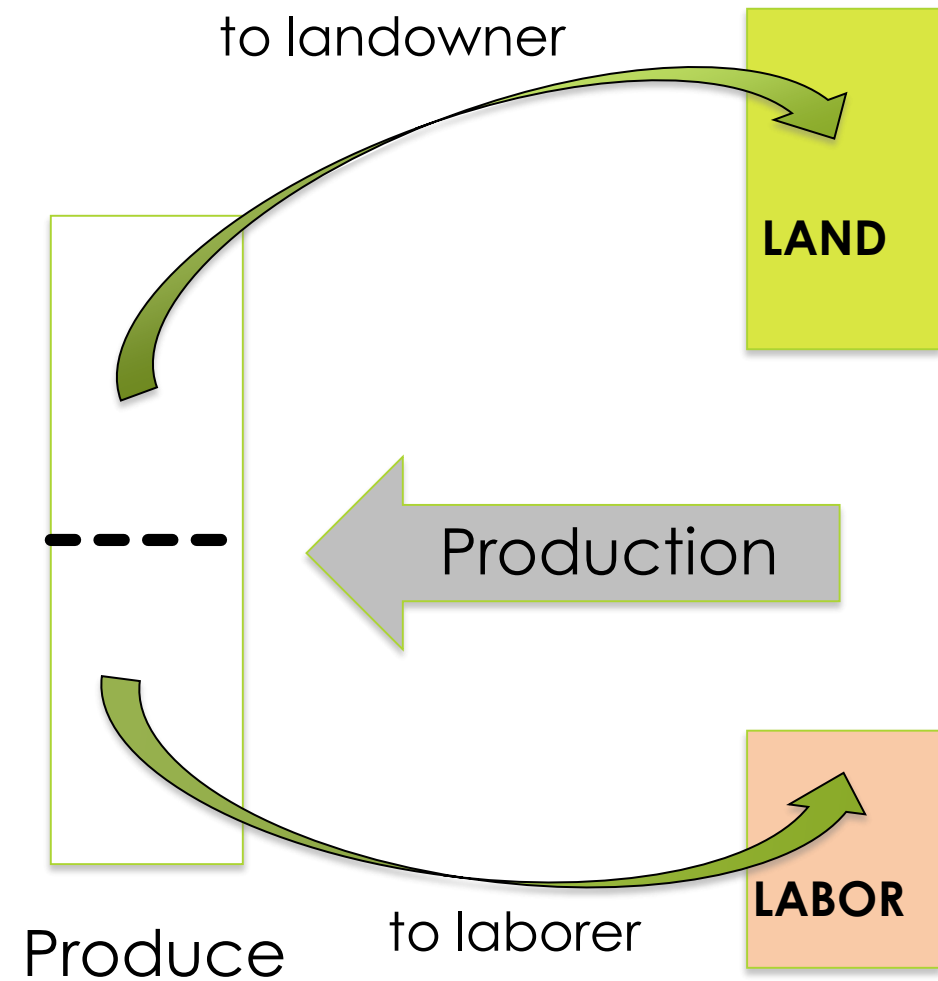 to landowner
LAND
Production
LABOR
to laborer
Produce